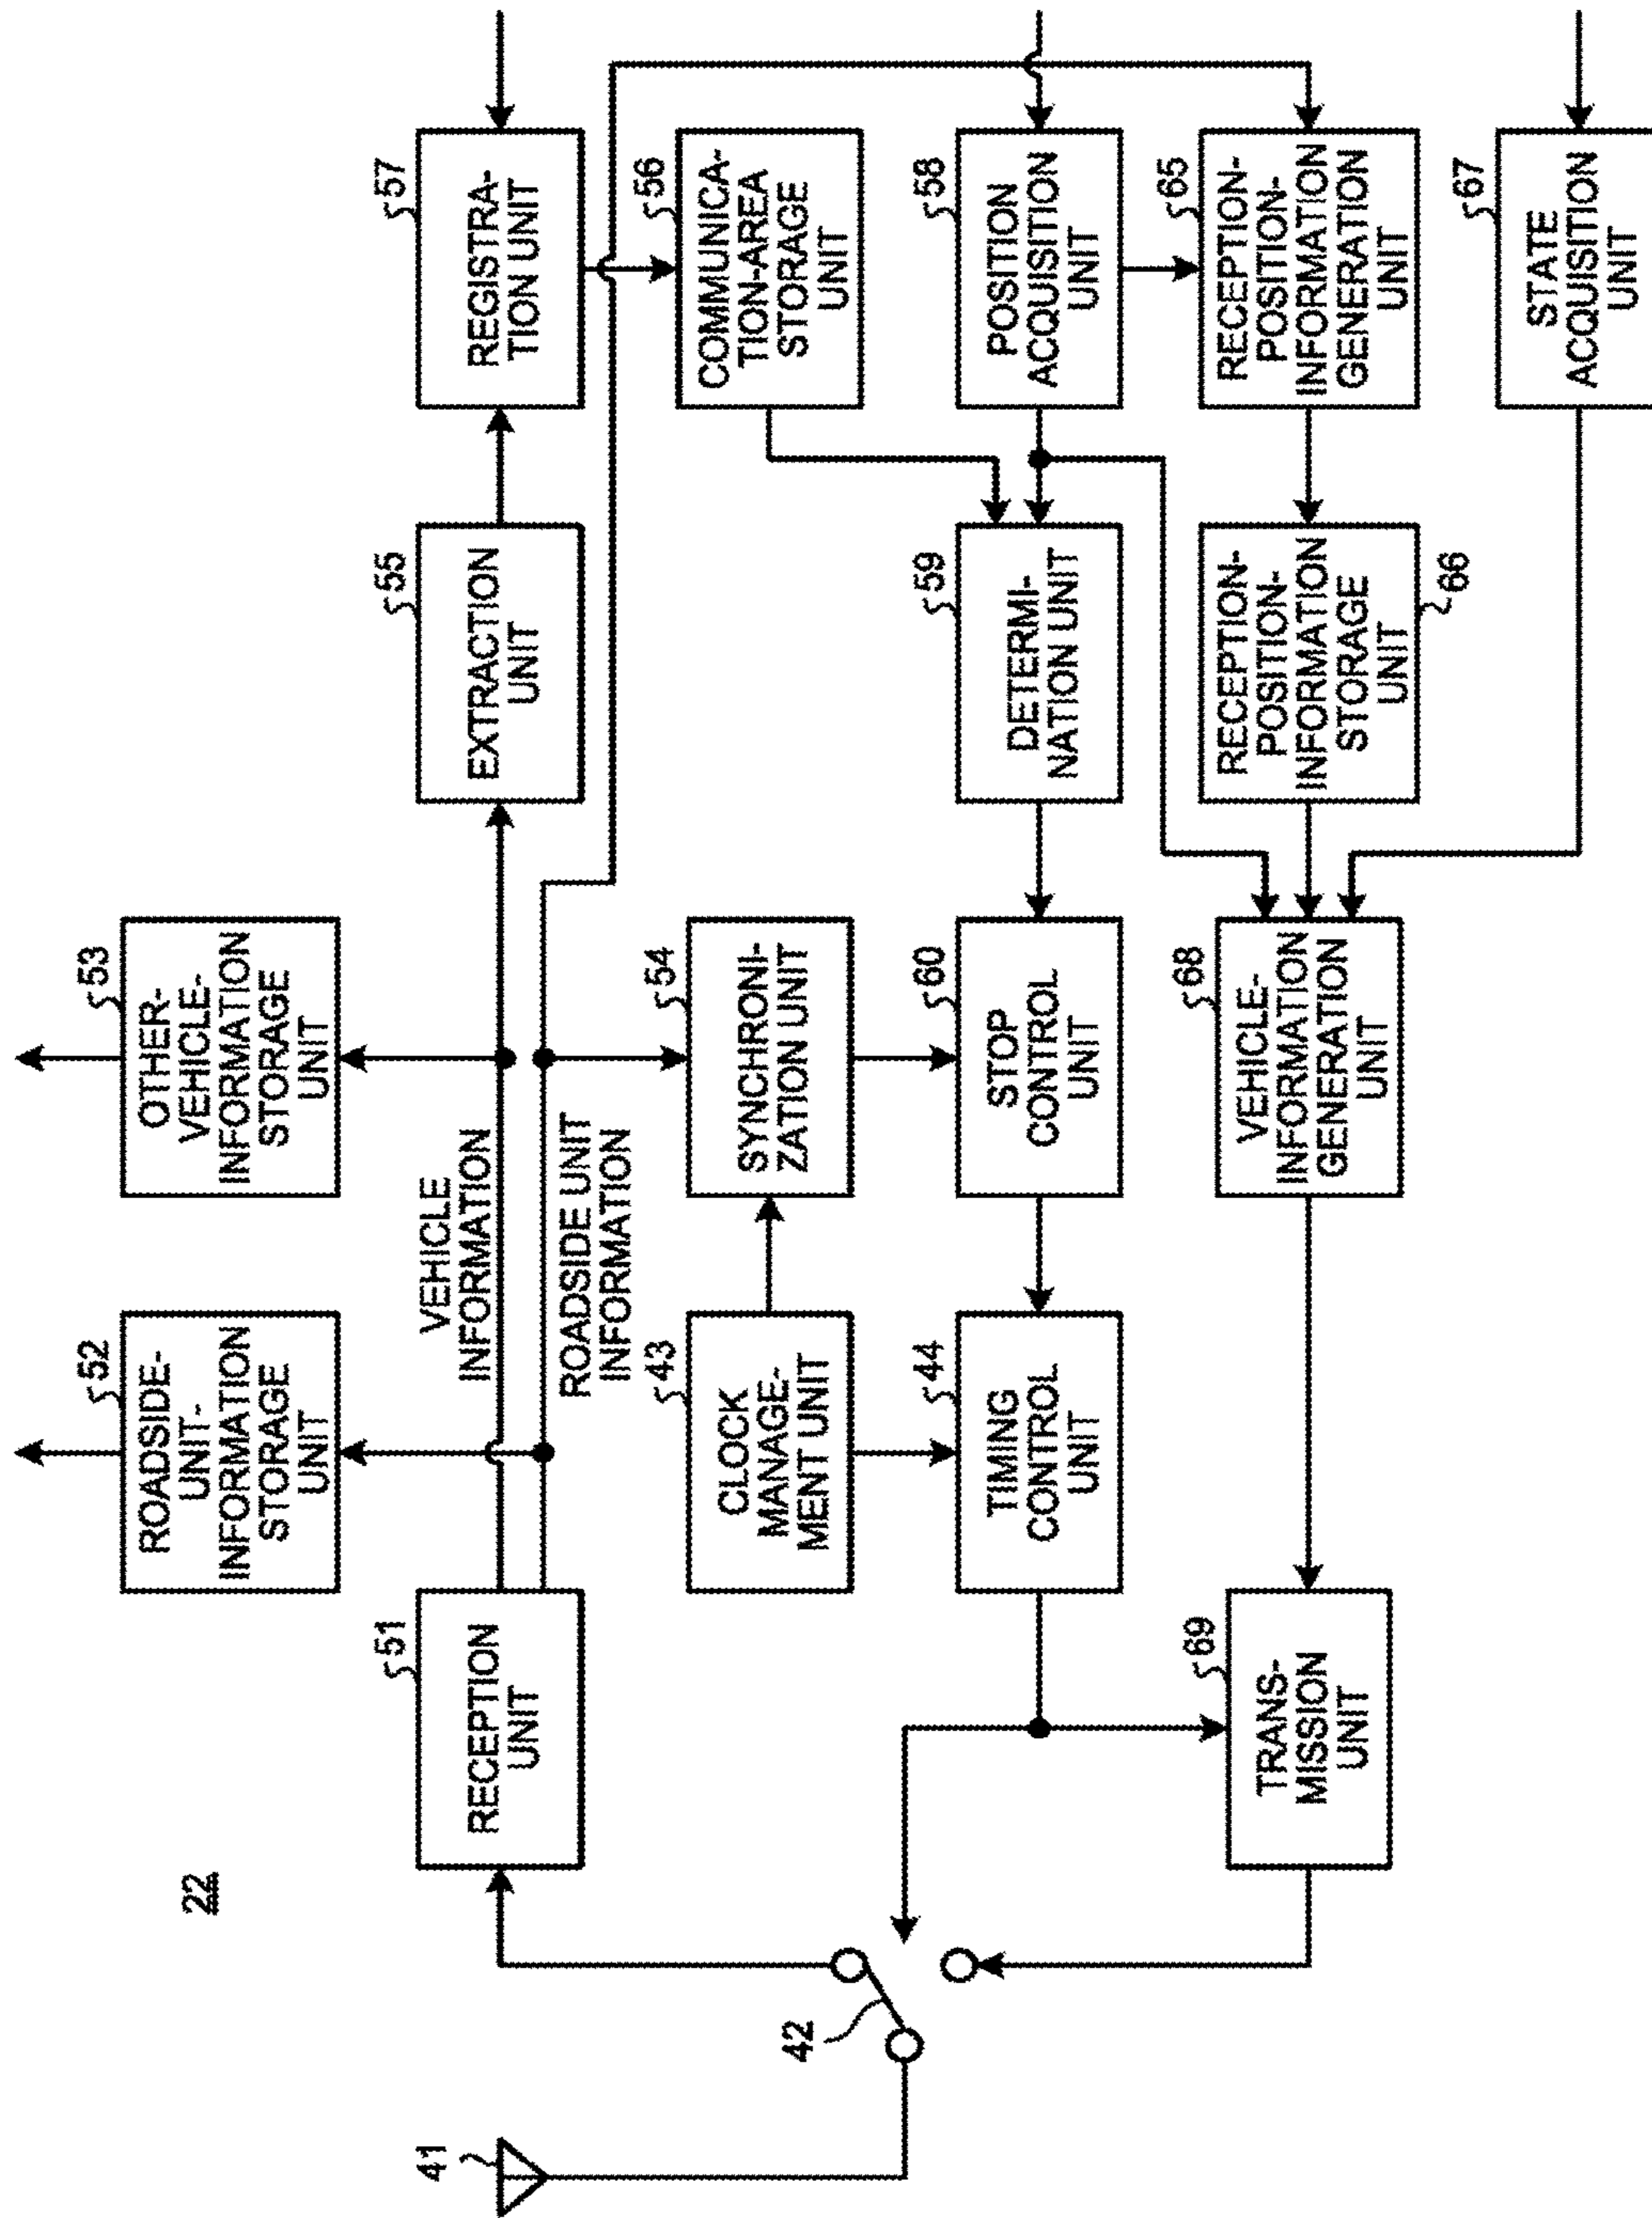 22
41
42
51
RECEPTION
UNIT
52
ROADSIDE-
UNIT-
INFORMATION
STORAGE
UNIT
53
OTHER-
VEHICLE-
INFORMATION
STORAGE
UNIT
VEHICLE
INFORMATION
ROADSIDE UNIT
INFORMATION
55
EXTRACTION
UNIT
57
REGISTRA-
TION UNIT
43
CLOCK
MANAGE-
MENT UNIT
54
SYNCHRONI-
ZATION UNIT
56
COMMUNICA-
TION-AREA
STORAGE
UNIT
44
TIMING
CONTROL
UNIT
60
STOP
CONTROL
UNIT
59
DETERMI-
NATION UNIT
58
POSITION
ACQUISITION
UNIT
69
TRANS-
MISSION
UNIT
68
VEHICLE-
INFORMATION
GENERATION
UNIT
RECEPTION-
POSITION-
INFORMATION
STORAGE
UNIT
66
65
RECEPTION-
POSITION-
INFORMATION
GENERATION
UNIT
67
STATE
ACQUISITION
UNIT